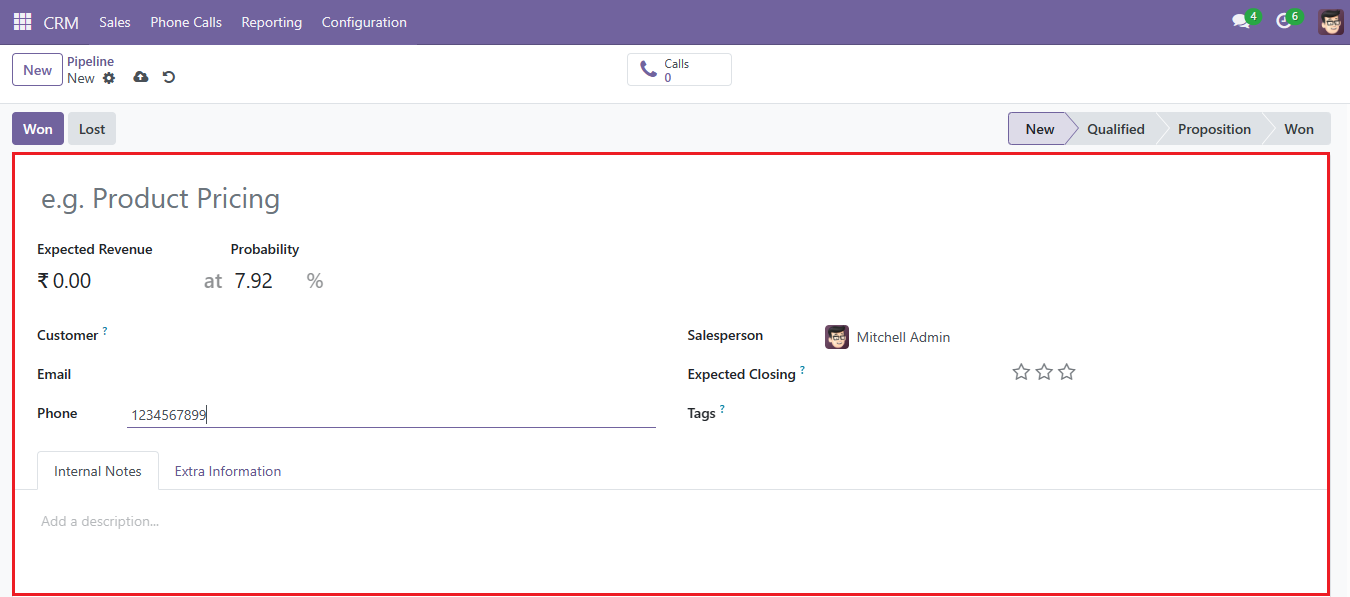 CRM Sales Phone Calls Reporting Configuration 4 6
New Pipeline
New
Calls
0
Won Lost New Qualified Proposition Won
e.g. Product Pricing
Expected Revenue Probability
₹ 0.00 at 7.92 %
Customer ? Salesperson Mitchell Admin
Email Expected Closing ?
Phone 1234567899 Tags ?
Internal Notes Extra Information
Add a description...